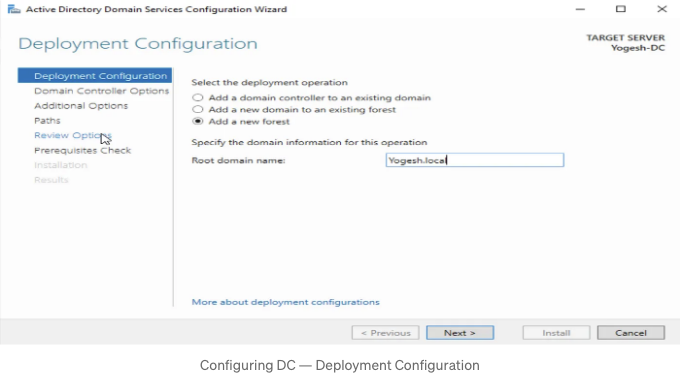 Active Directory Domain Services Configuration Wizard
Deployment Configuration
TARGET SERVER
Yogesh-DC
Deployment Configuration
Domain Controller Options
Additional Options
Paths
Review Options
Prerequisites Check
Installation
Results
Select the deployment operation
Add a domain controller to an existing domain
Add a new domain to an existing forest
Add a new forest
Specify the domain information for this operation
Root domain name:
Yogesh.local
More about deployment configurations
< Previous
Next >
Install
Cancel
Configuring DC — Deployment Configuration